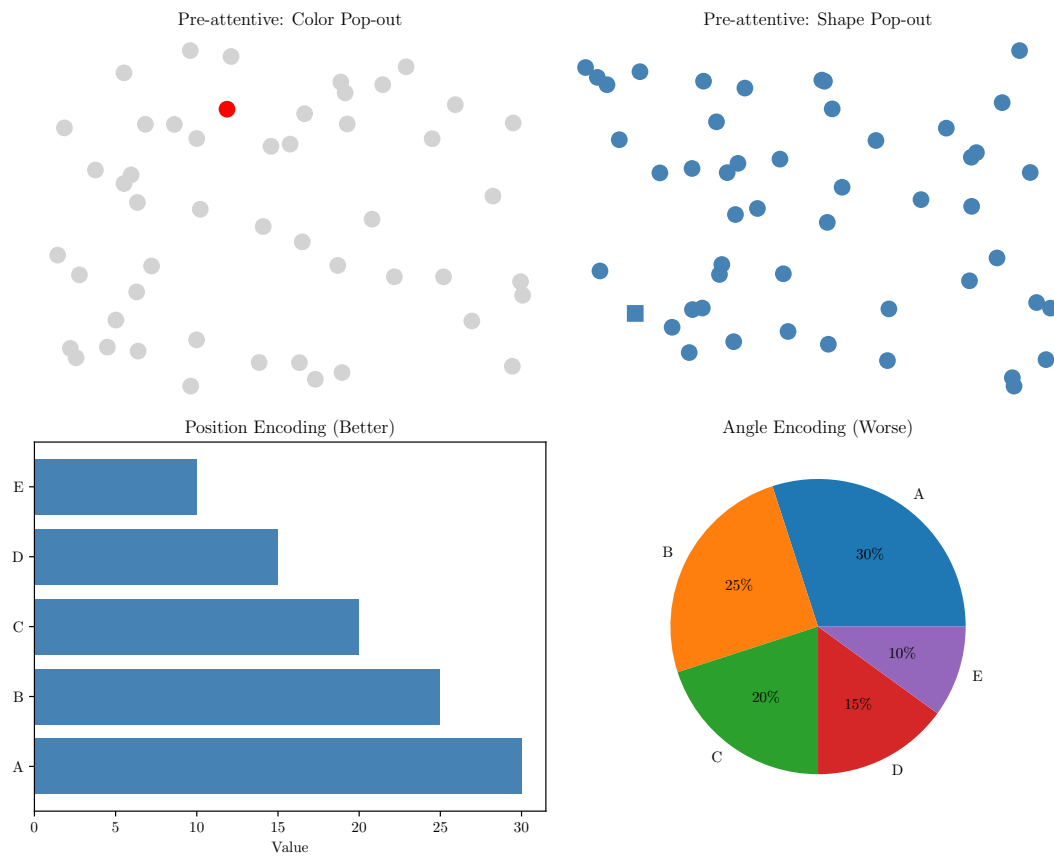 Pre-attentive: Color Pop-out
Pre-attentive: Shape Pop-out
Position Encoding (Better)
E
D
C
B
A
0 5 10 15 20 25 30
Value
Angle Encoding (Worse)
A
B
30%
25%
10%
E
20%
15%
C
D